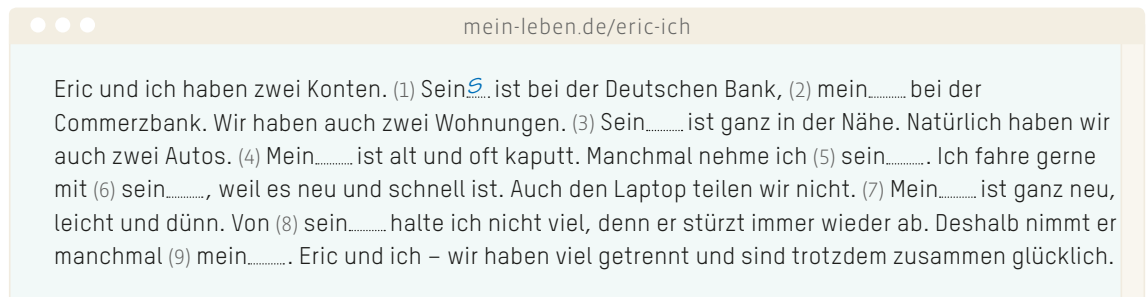 mein-leben.de/eric-ich
Eric und ich haben zwei Konten. (1) Seins ist bei der Deutschen Bank, (2) mein........ bei der
Commerzbank. Wir haben auch zwei Wohnungen. (3) Sein........ ist ganz in der Nähe. Natürlich haben wir
auch zwei Autos. (4) Mein........ ist alt und oft kaputt. Manchmal nehme ich (5) sein......... Ich fahre gerne
mit (6) sein........, weil es neu und schnell ist. Auch den Laptop teilen wir nicht. (7) Mein........ ist ganz neu,
leicht und dünn. Von (8) sein........ halte ich nicht viel, denn er stürzt immer wieder ab. Deshalb nimmt er
manchmal (9) mein......... Eric und ich – wir haben viel getrennt und sind trotzdem zusammen glücklich.